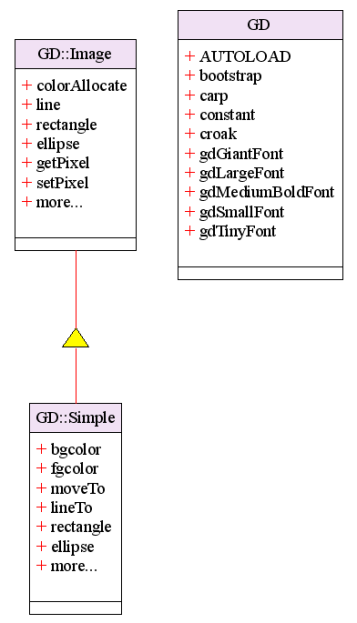 GD::Image
+ colorAllocate
+ line
+ rectangle
+ ellipse
+ getPixel
+ setPixel
+ more...
GD
+ AUTOLOAD
+ bootstrap
+ carp
+ constant
+ croak
+ gdGiantFont
+ gdLargeFont
+ gdMediumBoldFont
+ gdSmallFont
+ gdTinyFont
GD::Simple
+ bgcolor
+ fgcolor
+ moveTo
+ lineTo
+ rectangle
+ ellipse
+ more...